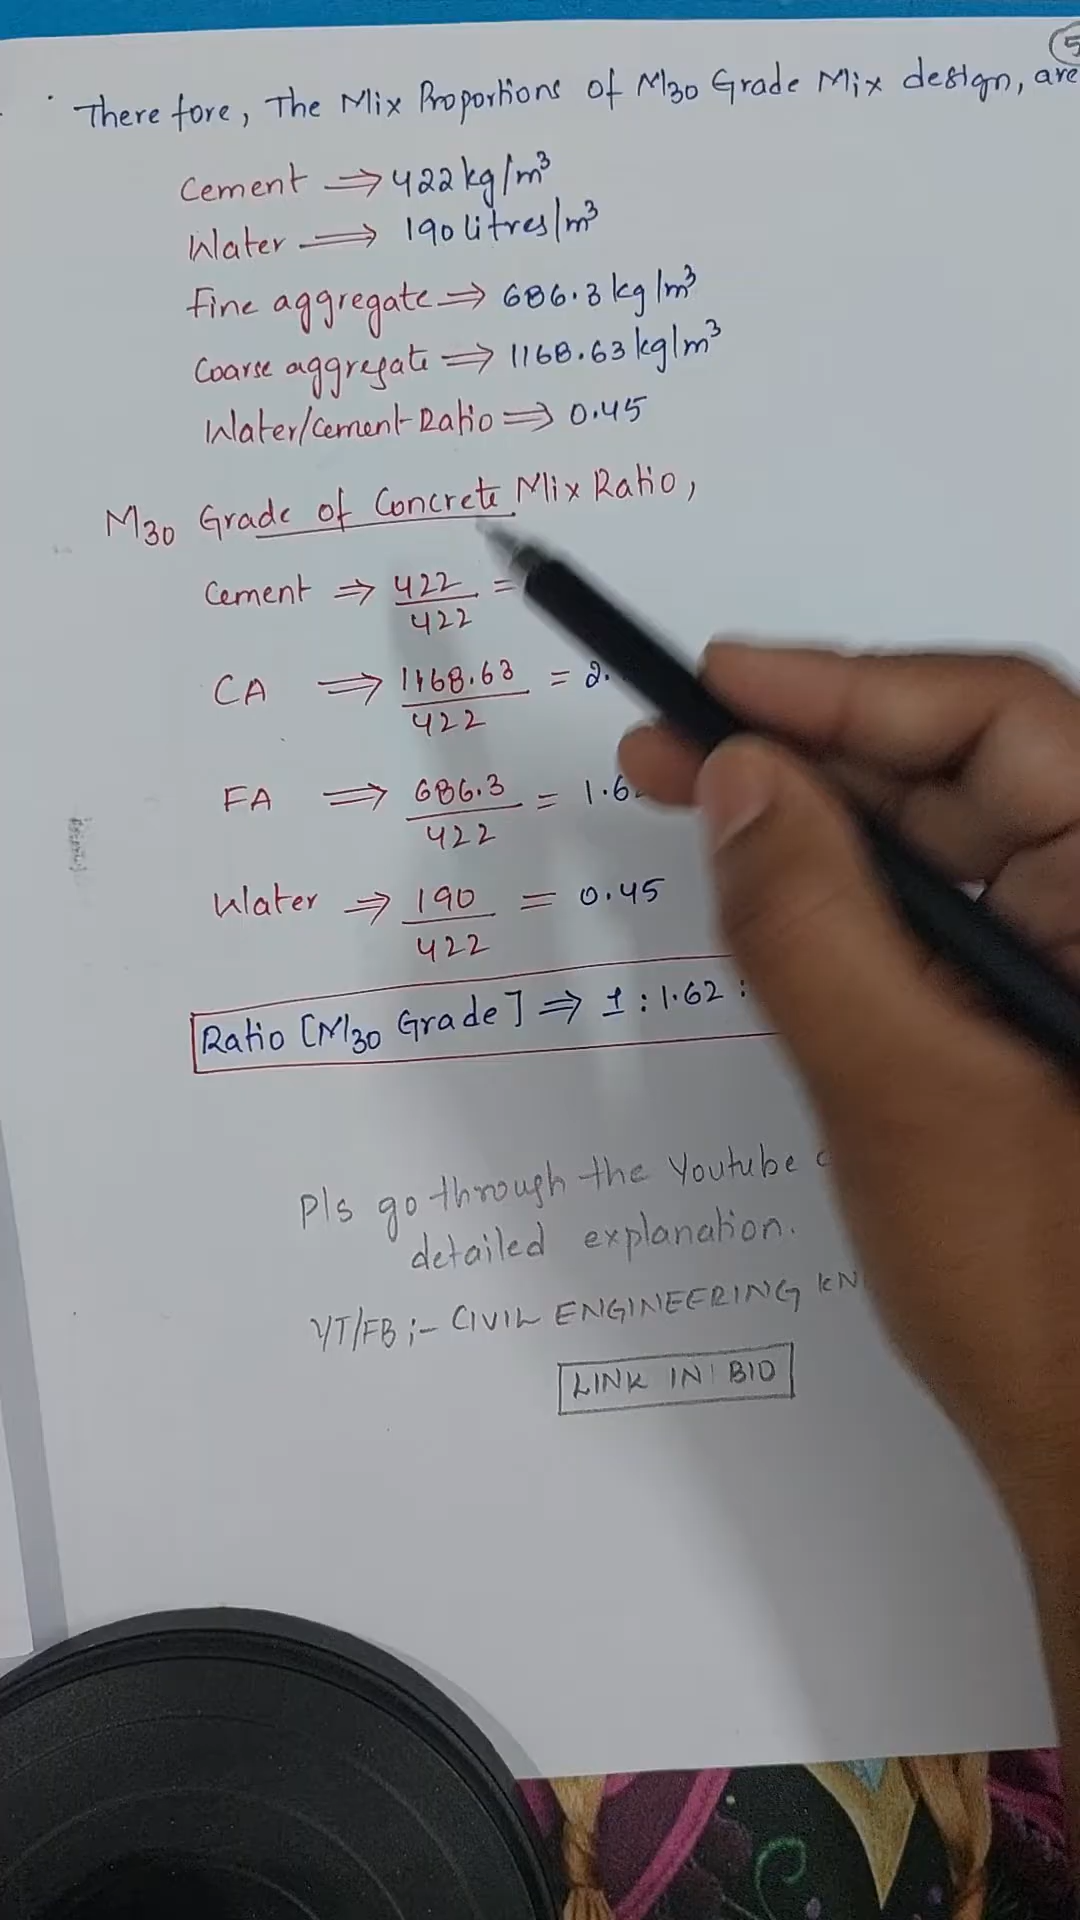 5
Therefore, The Mix Proportions of M30 Grade Mix design, are
Cement ⇒ 422 kg/m³
Water ⇒ 190 litres/m³
Fine aggregate ⇒ 686.3 kg/m³
Coarse aggregate ⇒ 1168.63 kg/m³
Water/Cement Ratio ⇒ 0.45
M30 Grade of Concrete Mix Ratio,
Cement ⇒ 422/422 =
CA ⇒ 1168.63/422 = 2.
FA ⇒ 686.3/422 = 1.6
Water ⇒ 190/422 = 0.45
Ratio [M30 Grade] ⇒ 1 : 1.62 :
Pls go through the Youtube
detailed explanation.
YT/FB :- CIVIL ENGINEERING KN
LINK IN BIO